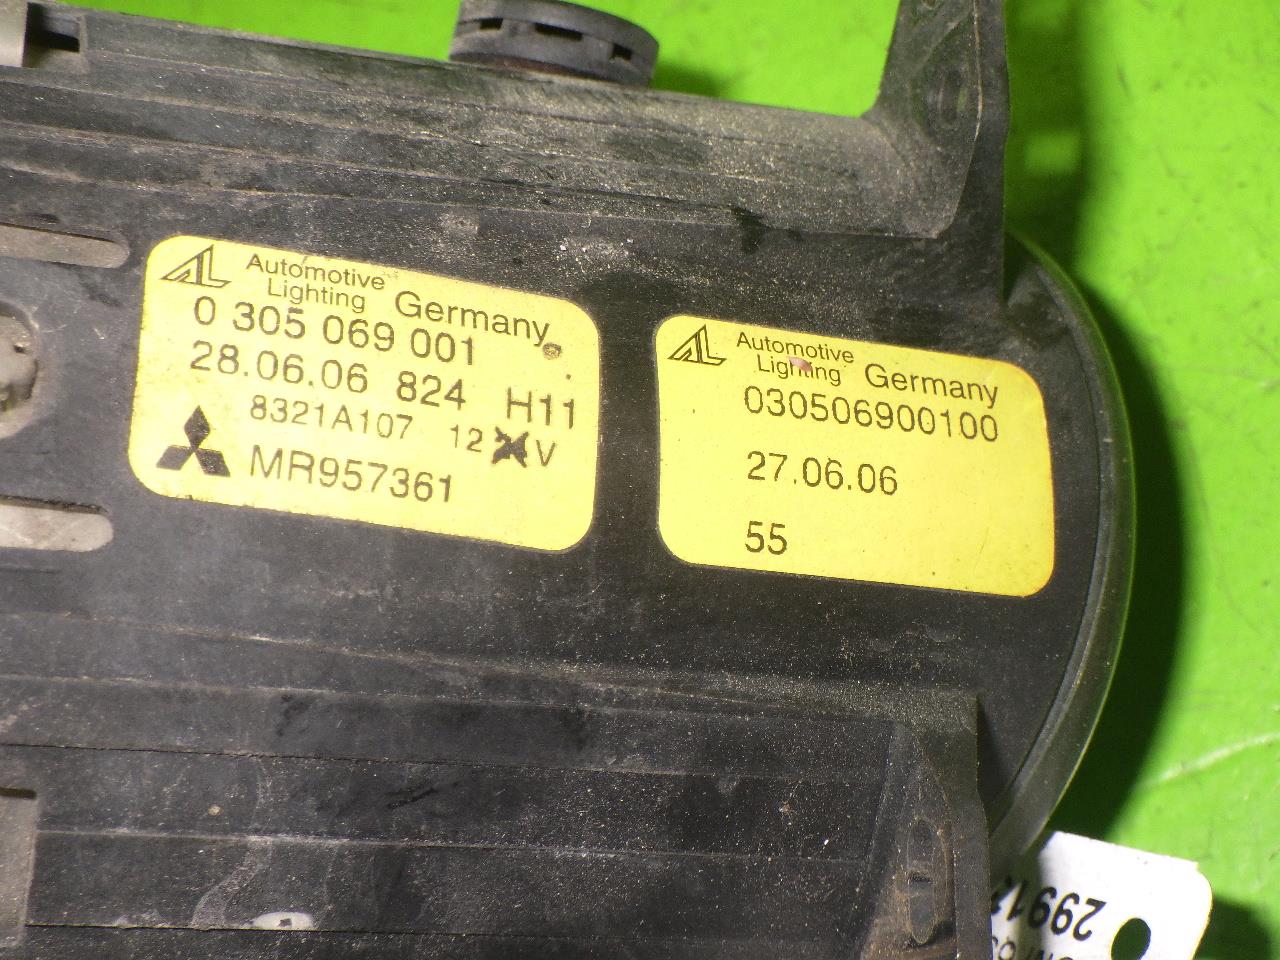 AL Automotive Lighting Germany
0 305 069 001
28.06.06 824 H11
8321A107 12 V
MR957361
AL Automotive Lighting Germany
030506900100
27.06.06
55
2991